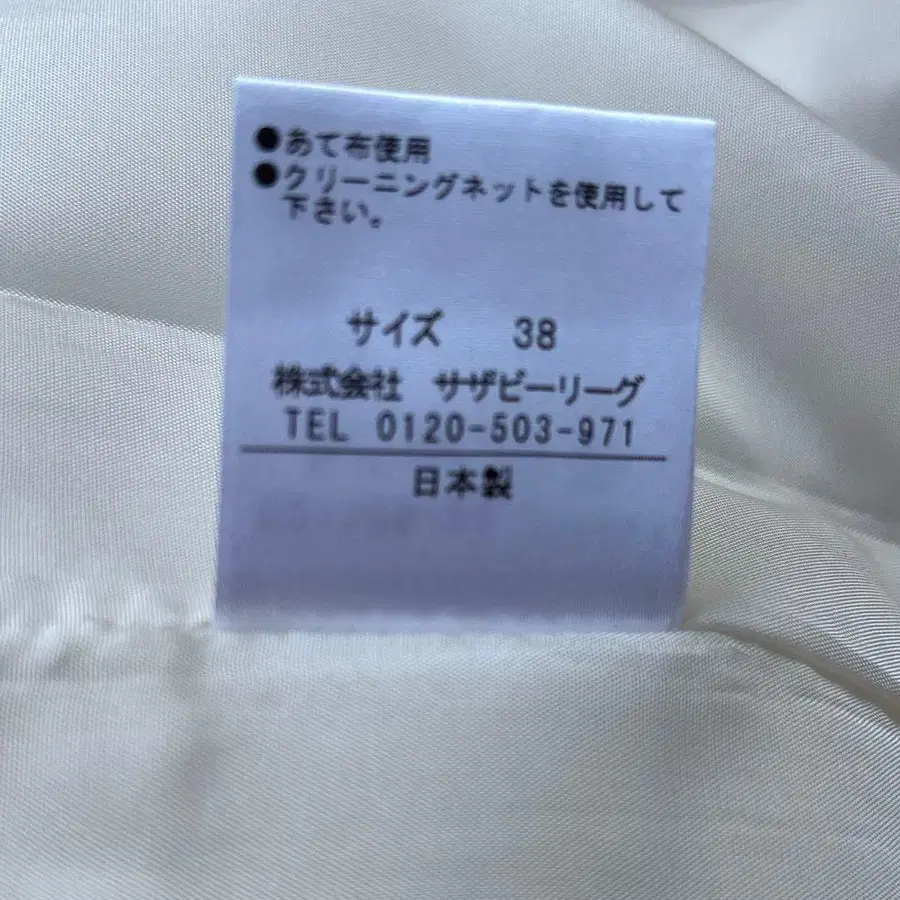 ●あて布使用
●クリーニングネットを使用して
下さい。
サイズ 38
株式会社 サザビーリーグ
TEL 0120-503-971
日本製